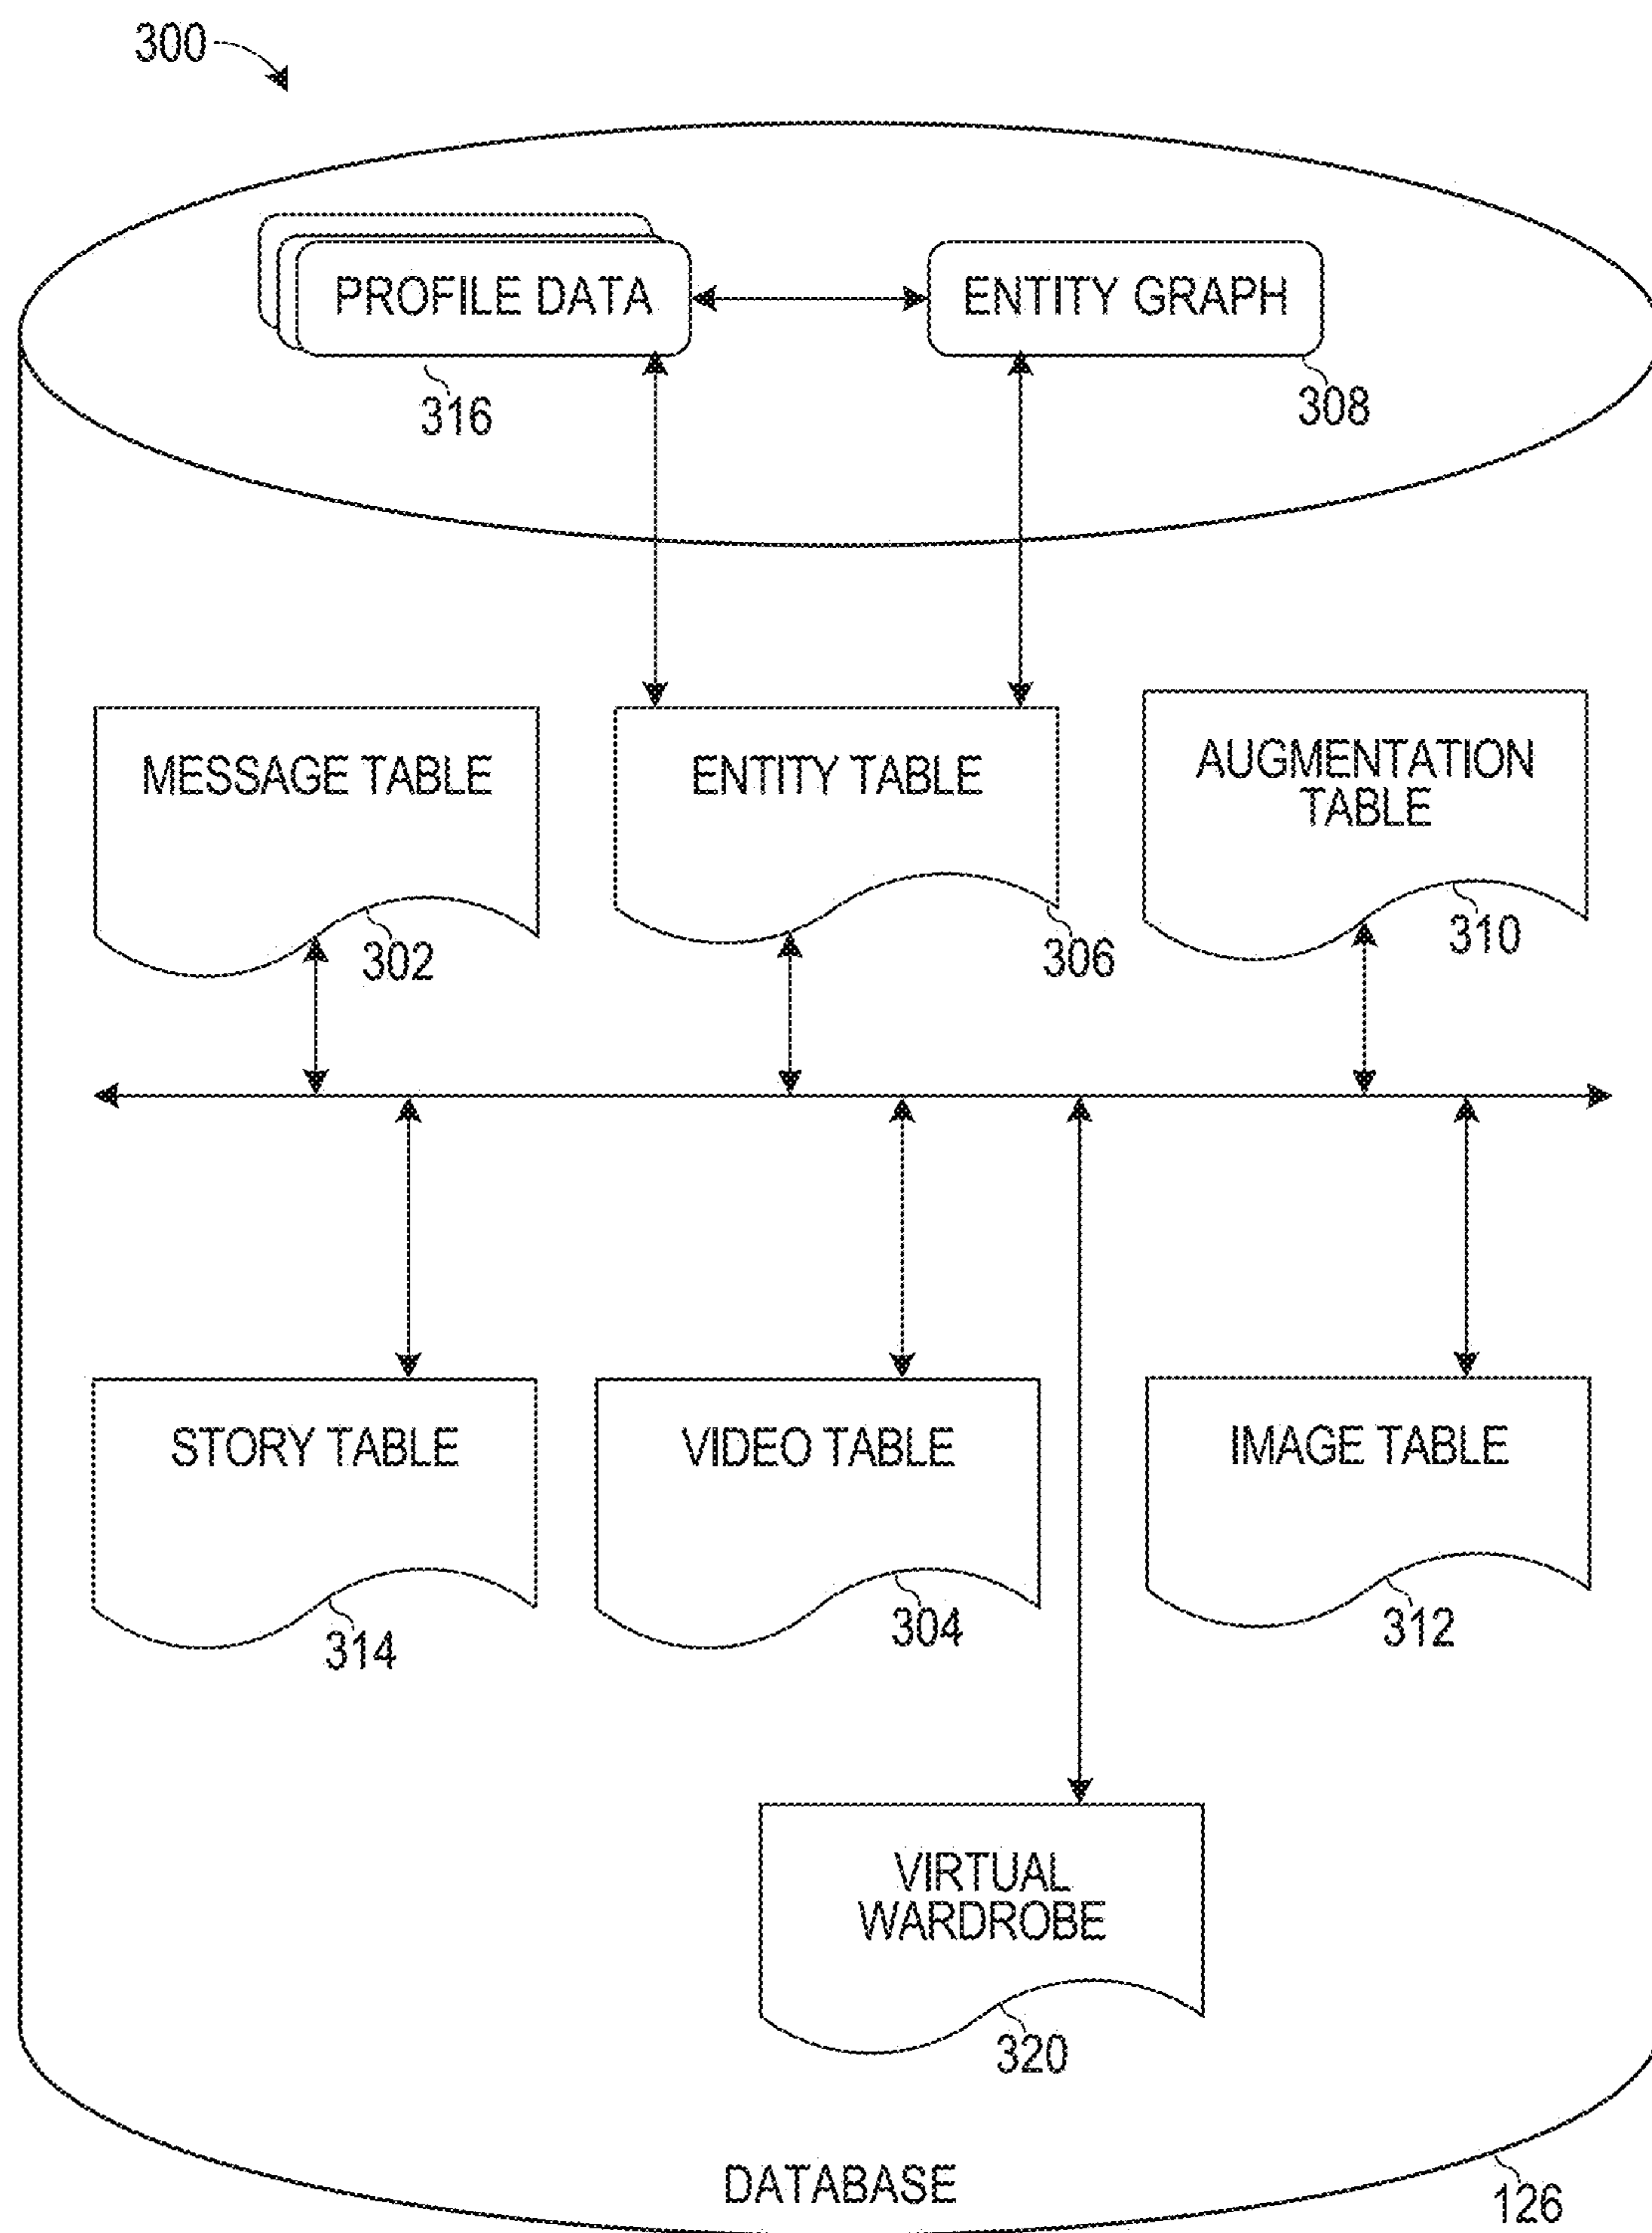 300
PROFILE DATA
ENTITY GRAPH
316
308
MESSAGE TABLE
ENTITY TABLE
AUGMENTATION
TABLE
302
306
310
STORY TABLE
VIDEO TABLE
IMAGE TABLE
314
304
312
VIRTUAL
WARDROBE
320
DATABASE
126